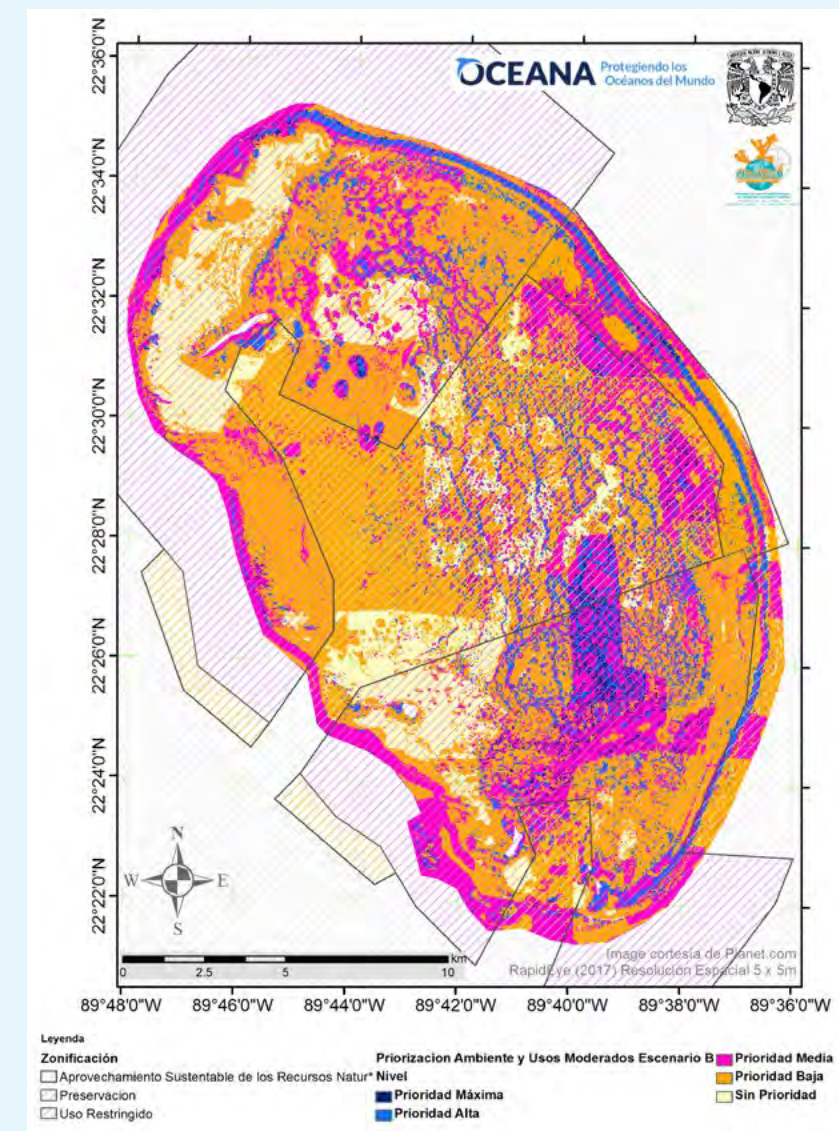 OCEANA Protegiendo los
Océanos del Mundo
22°36'0"N
22°34'0"N
22°32'0"N
22°30'0"N
22°28'0"N
22°26'0"N
22°24'0"N
22°22'0"N
N
W E
S
km
0 2.5 5 10
Image cortesía de Planet.com
RapidEye (2017) Resolución Espacial 5 x 5m
89°48'0"W 89°46'0"W 89°44'0"W 89°42'0"W 89°40'0"W 89°38'0"W 89°36'0"W
Leyenda
Zonificación
Aprovechamiento Sustentable de los Recursos Natur*
Preservacion
Uso Restringido
Priorizacion Ambiente y Usos Moderados Escenario B
Nivel
Prioridad Máxima
Prioridad Alta
Prioridad Media
Prioridad Baja
Sin Prioridad